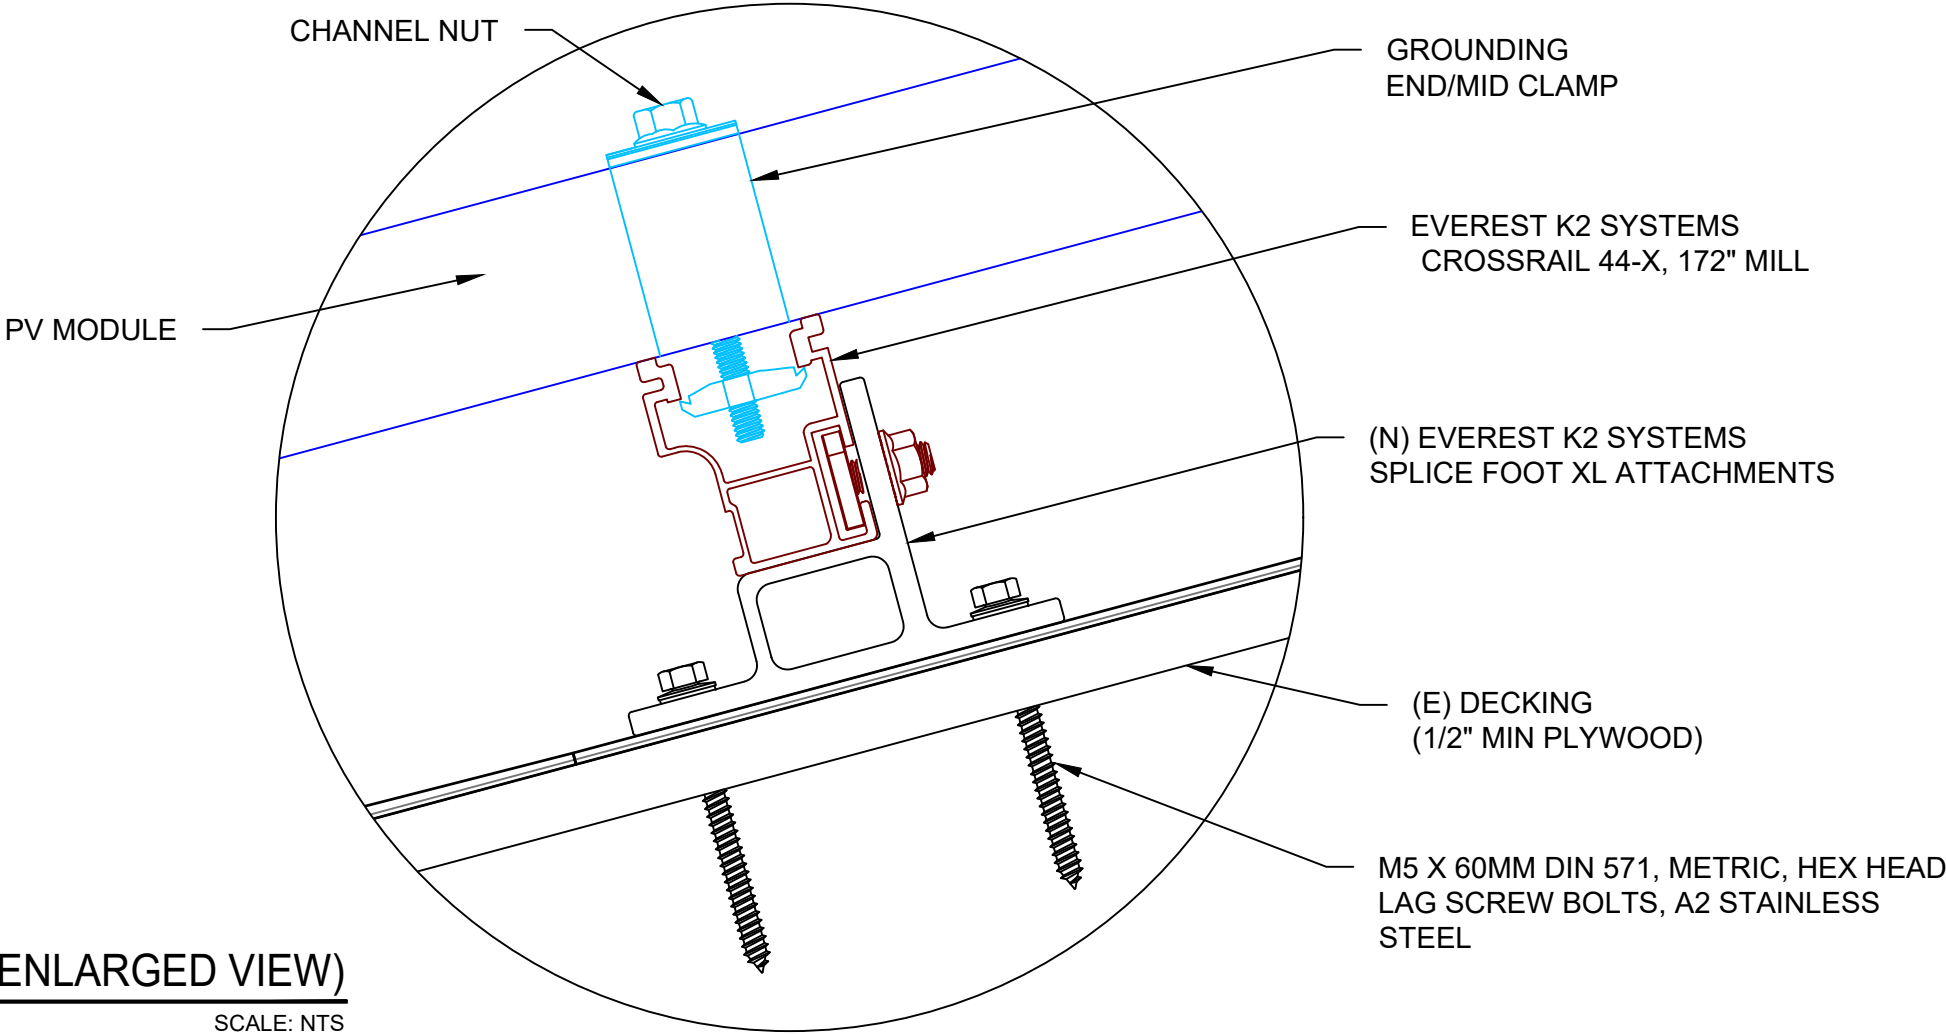 CHANNEL NUT
GROUNDING
END/MID CLAMP
EVEREST K2 SYSTEMS
CROSSRAIL 44-X, 172" MILL
PV MODULE
(N) EVEREST K2 SYSTEMS
SPLICE FOOT XL ATTACHMENTS
(E) DECKING
(1/2" MIN PLYWOOD)
M5 X 60MM DIN 571, METRIC, HEX HEAD
LAG SCREW BOLTS, A2 STAINLESS
STEEL
ENLARGED VIEW)
SCALE: NTS